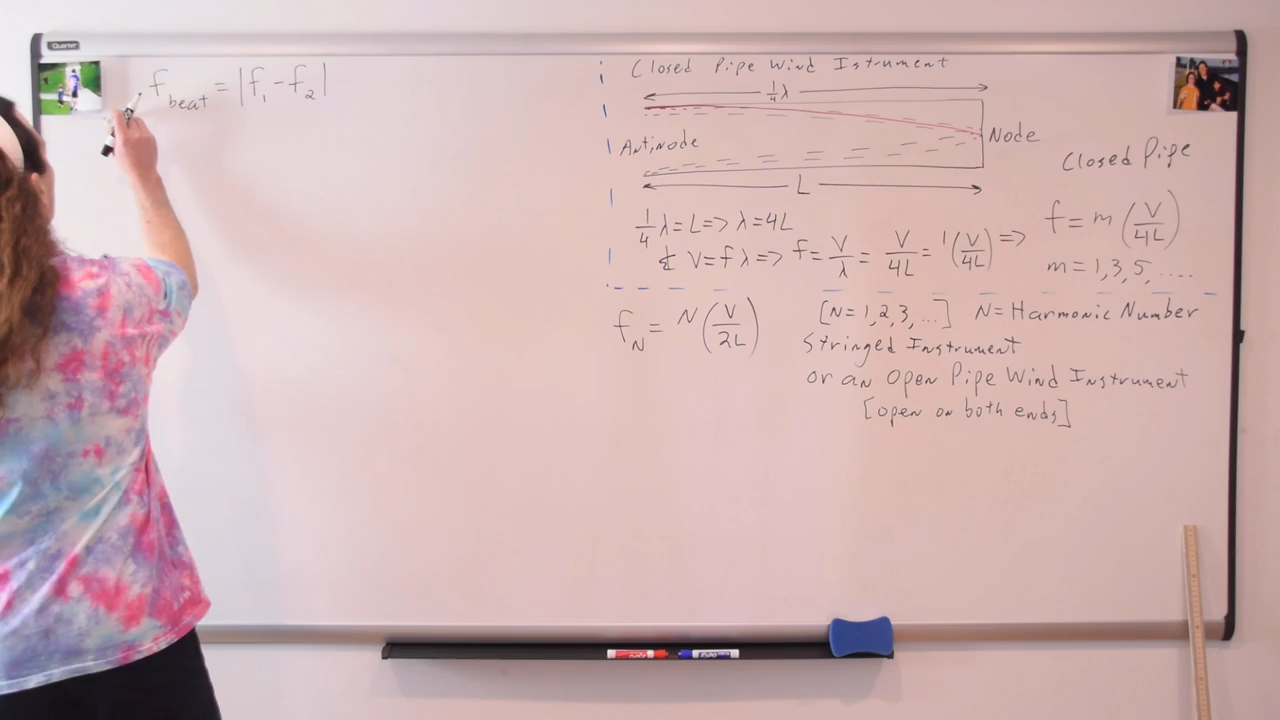 Quartet
f_beat = |f_1 - f_2|
Closed Pipe Wind Istrument
1/4 λ
Antinode
Node
L
1/4 λ = L => λ = 4L
& V = f λ => f = V/λ = V/4L = 1(V/4L) =>
Closed Pipe
f = m (V/4L)
m = 1, 3, 5, ....
f_N = N (V/2L)
[N = 1, 2, 3, ...] N = Harmonic Number
Stringed Instrument
or an Open Pipe Wind Instrument
[open on both ends]